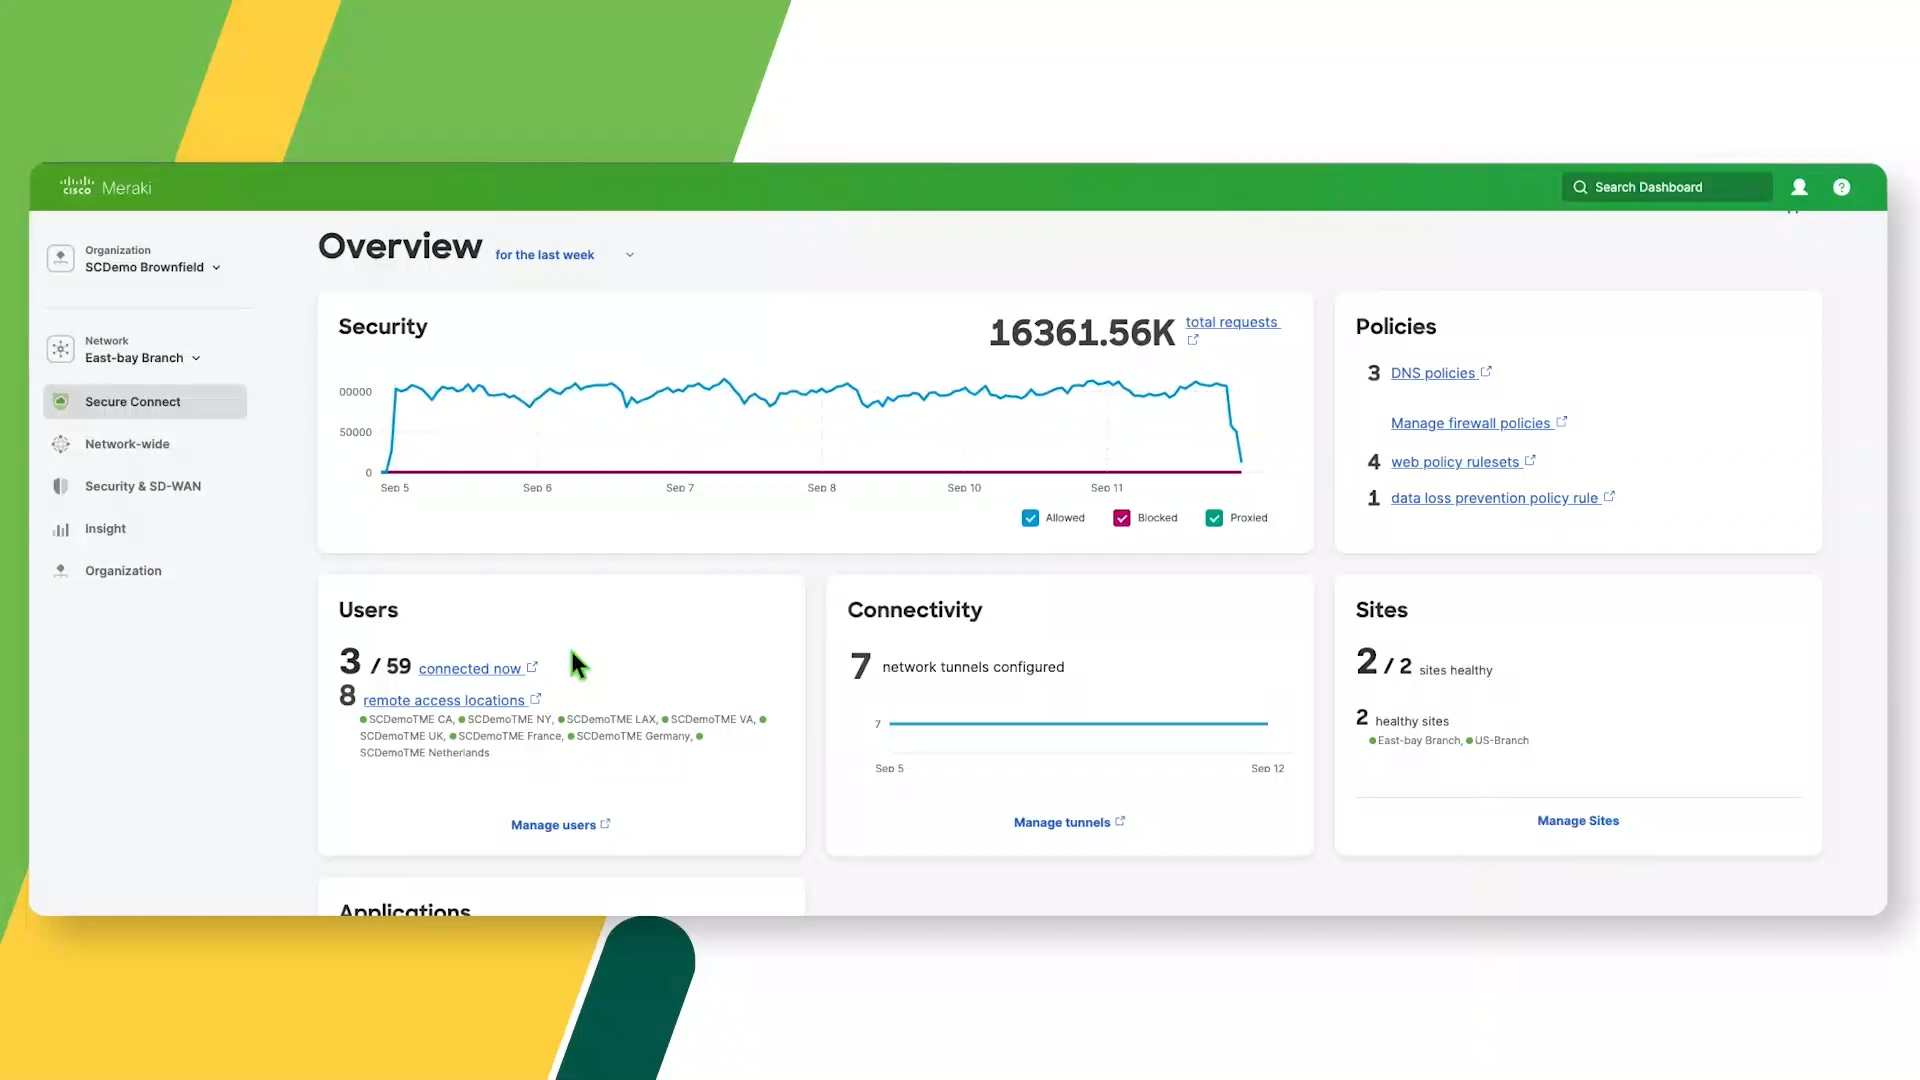 cisco Meraki
Search Dashboard
Organization
SCDemo Brownfield
Network
East-bay Branch
Secure Connect
Network-wide
Security & SD-WAN
Insight
Organization
Overview for the last week
Security
16361.56K total requests
00000
50000
0
Sep 5 Sep 6 Sep 7 Sep 8 Sep 10 Sep 11
Allowed Blocked Proxied
Policies
3 DNS policies
Manage firewall policies
4 web policy rulesets
1 data loss prevention policy rule
Users
3 / 59 connected now
8 remote access locations
SCDemoTME CA, SCDemoTME NY, SCDemoTME LAX, SCDemoTME VA,
SCDemoTME UK, SCDemoTME France, SCDemoTME Germany,
SCDemoTME Netherlands
Manage users
Connectivity
7 network tunnels configured
7
Sep 5 Sep 12
Manage tunnels
Sites
2 / 2 sites healthy
2 healthy sites
East-bay Branch, US-Branch
Manage Sites
Applications